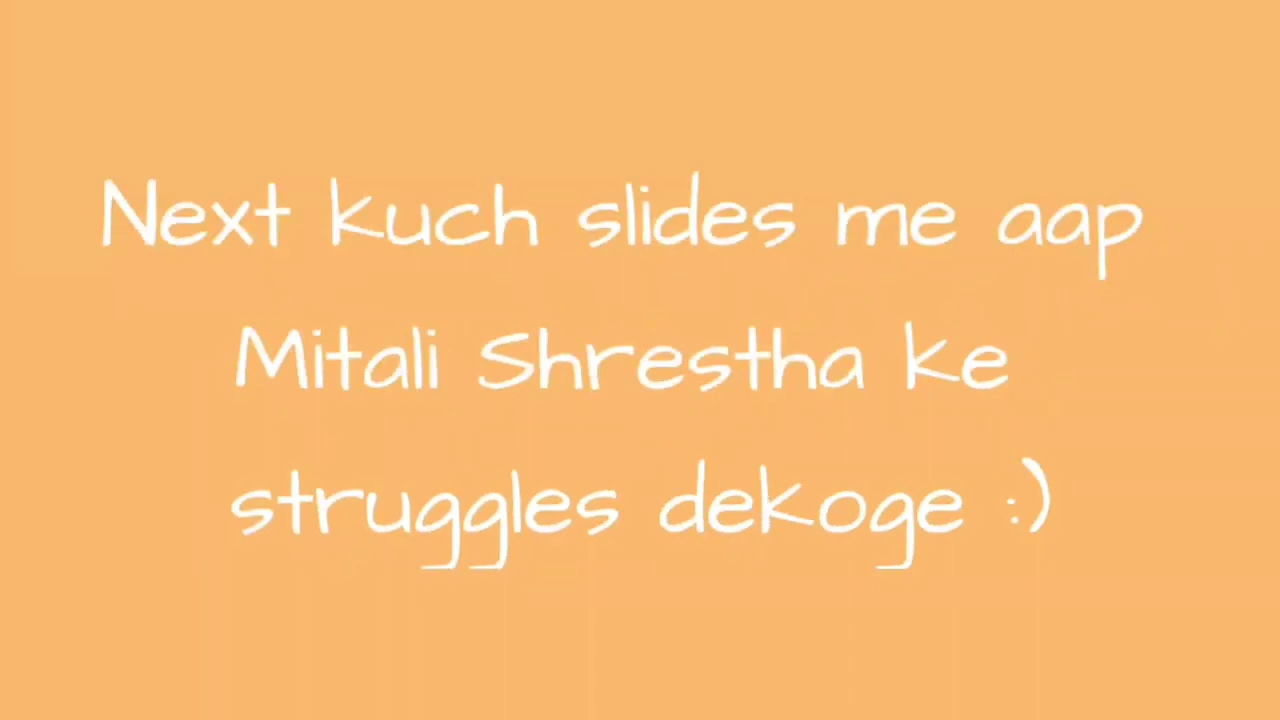 Next kuch slides me aap
Mitali Shrestha ke
struggles dekoge :)